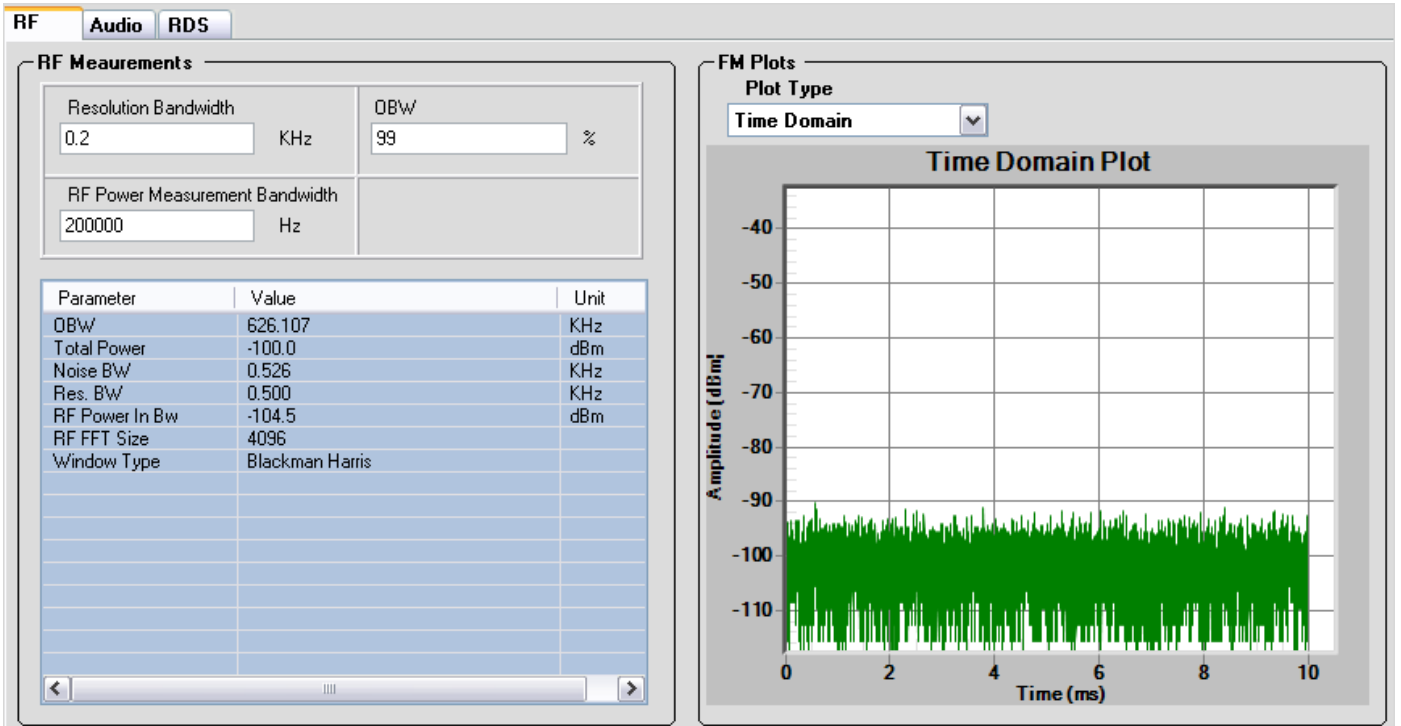 RF Audio RDS
RF Meaurements
Resolution Bandwidth OBW
0.2 KHz 99 %
RF Power Measurement Bandwidth
200000 Hz
Parameter Value Unit
OBW 626.107 KHz
Total Power -100.0 dBm
Noise BW 0.526 KHz
Res. BW 0.500 KHz
RF Power In Bw -104.5 dBm
RF FFT Size 4096
Window Type Blackman Harris
FM Plots
Plot Type
Time Domain
Time Domain Plot
Amplitude (dBm)
-40
-50
-60
-70
-80
-90
-100
-110
0 2 4 6 8 10
Time (ms)